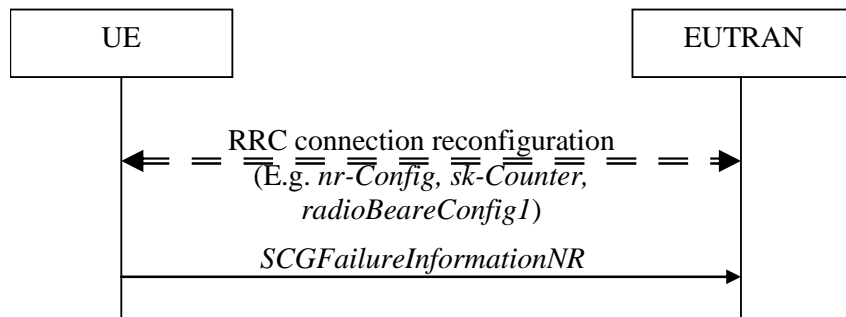 UE
EUTRAN
RRC connection reconfiguration
(E.g. nr-Config, sk-Counter,
radioBeareConfig1)
SCGFailureInformationNR